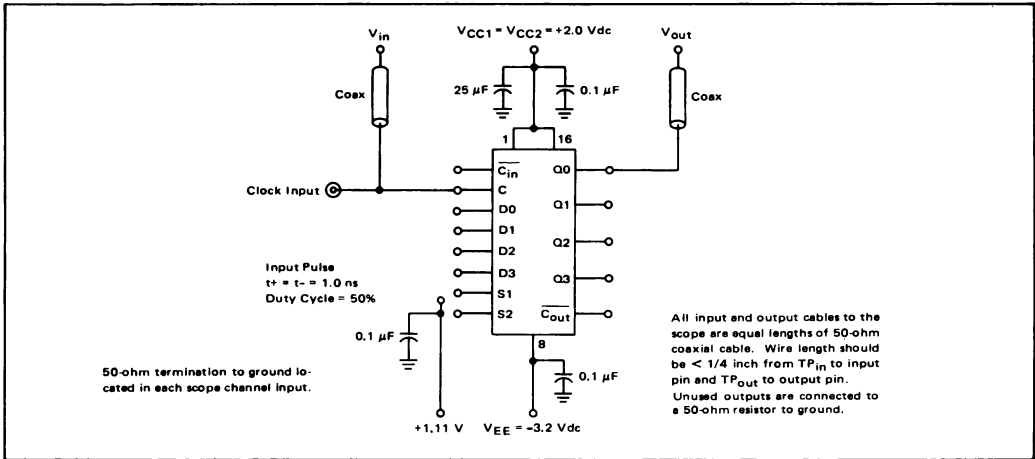 Vin
VCC1 = VCC2 = +2.0 Vdc
Vout
Coax
25 µF
0.1 µF
Coax
1
16
Clock Input
Cin
C
D0
D1
D2
D3
S1
S2
Q0
Q1
Q2
Q3
Cout
8
Input Pulse
t+ = t- = 1.0 ns
Duty Cycle = 50%
0.1 µF
0.1 µF
50-ohm termination to ground lo-
cated in each scope channel input.
+1.11 V
VEE = -3.2 Vdc
All input and output cables to the
scope are equal lengths of 50-ohm
coaxial cable. Wire length should
be < 1/4 inch from TPin to input
pin and TPout to output pin.
Unused outputs are connected to
a 50-ohm resistor to ground.